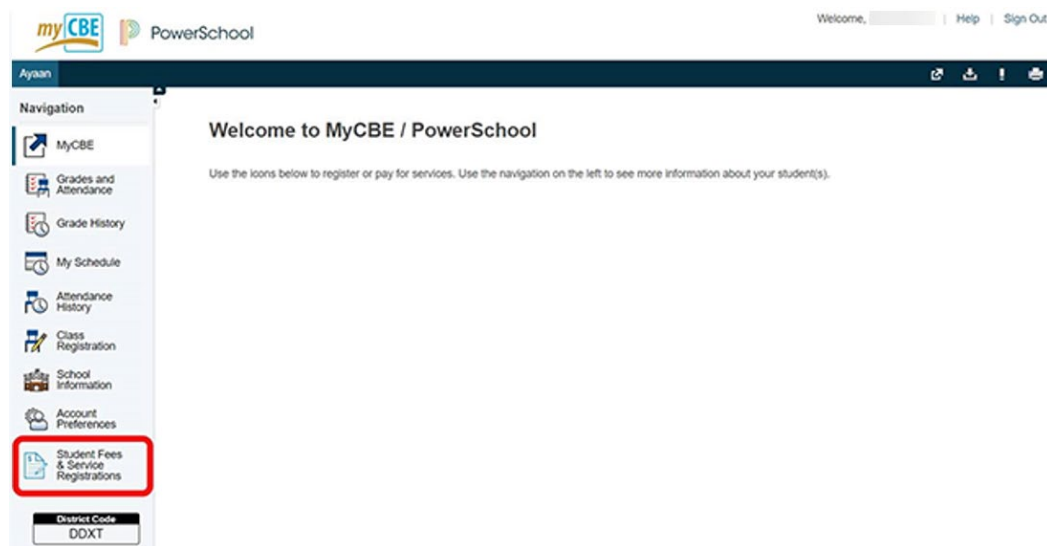 my CBE PowerSchool
Welcome, | Help | Sign Out
Ayaan
Navigation
MyCBE
Grades and
Attendance
Grade History
My Schedule
Attendance
History
Class
Registration
School
Information
Account
Preferences
Student Fees
& Service
Registrations
District Code
DDXT
Welcome to MyCBE / PowerSchool
Use the icons below to register or pay for services. Use the navigation on the left to see more information about your student(s).